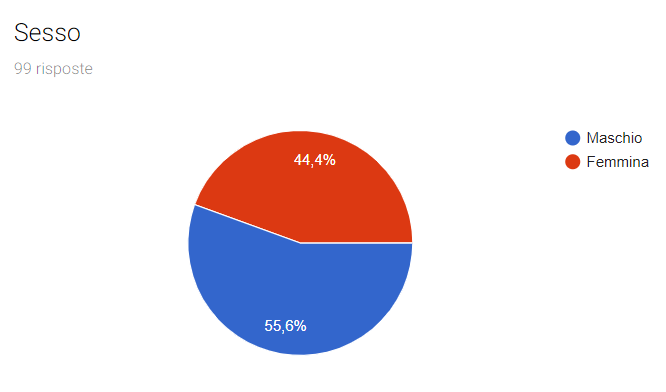 Sesso
99 risposte
Maschio
Femmina
44,4%
55,6%